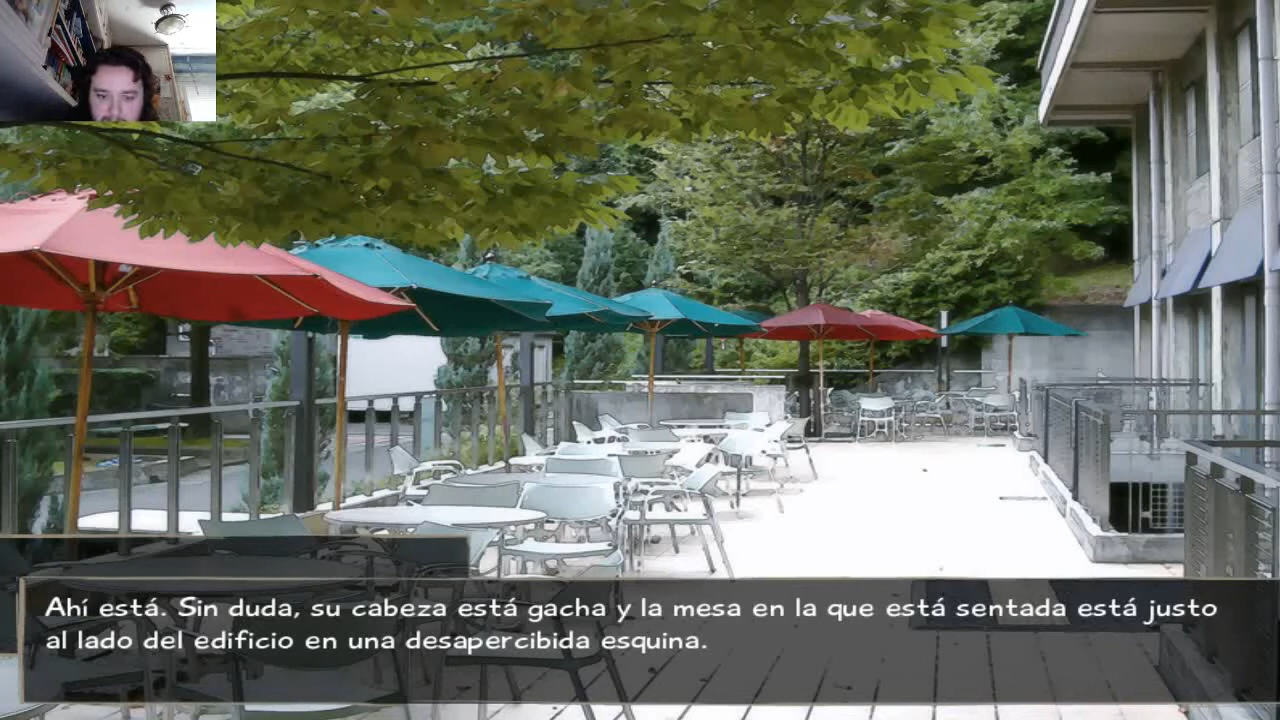 Ahí está. Sin duda, su cabeza está gacha y la mesa en la que está sentada está justo
al lado del edificio en una desapercibida esquina.